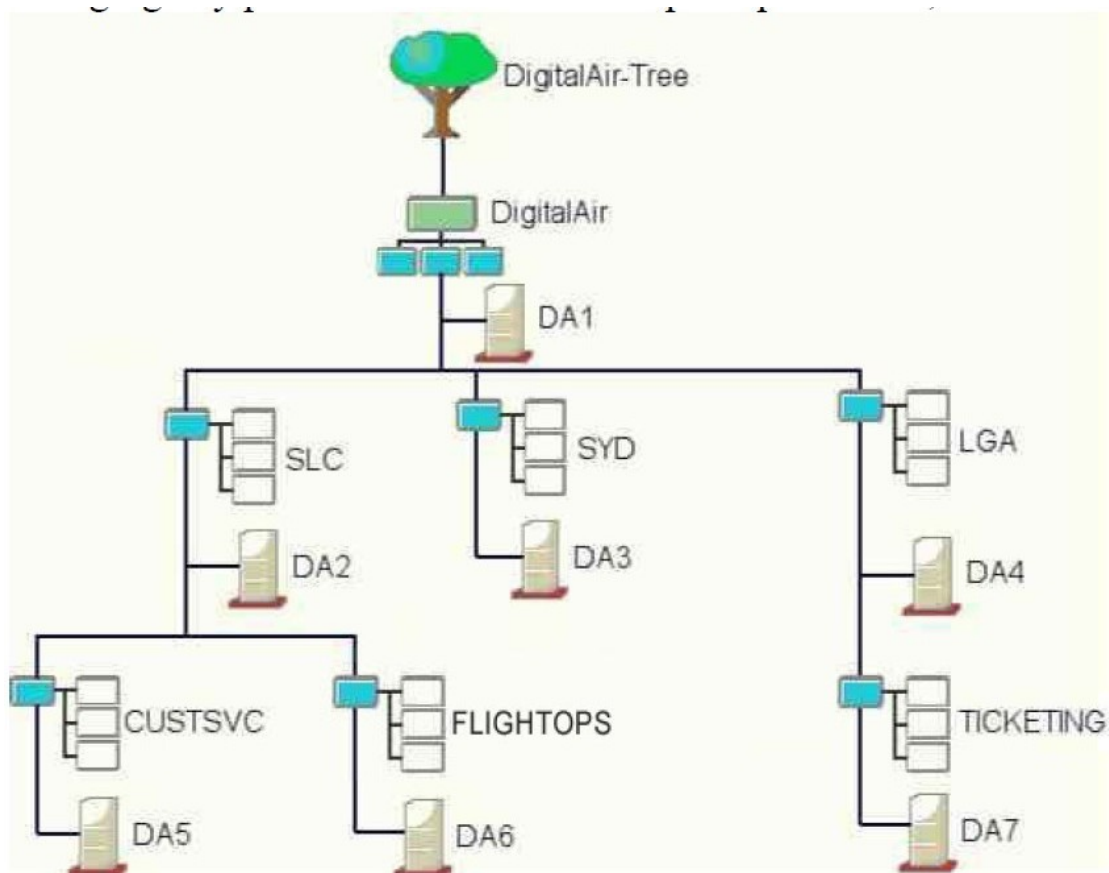 DigitalAir-Tree
DigitalAir
DA1
SLC
SYD
LGA
DA2
DA3
DA4
CUSTSVC
FLIGHTOPS
TICKETING
DA5
DA6
DA7